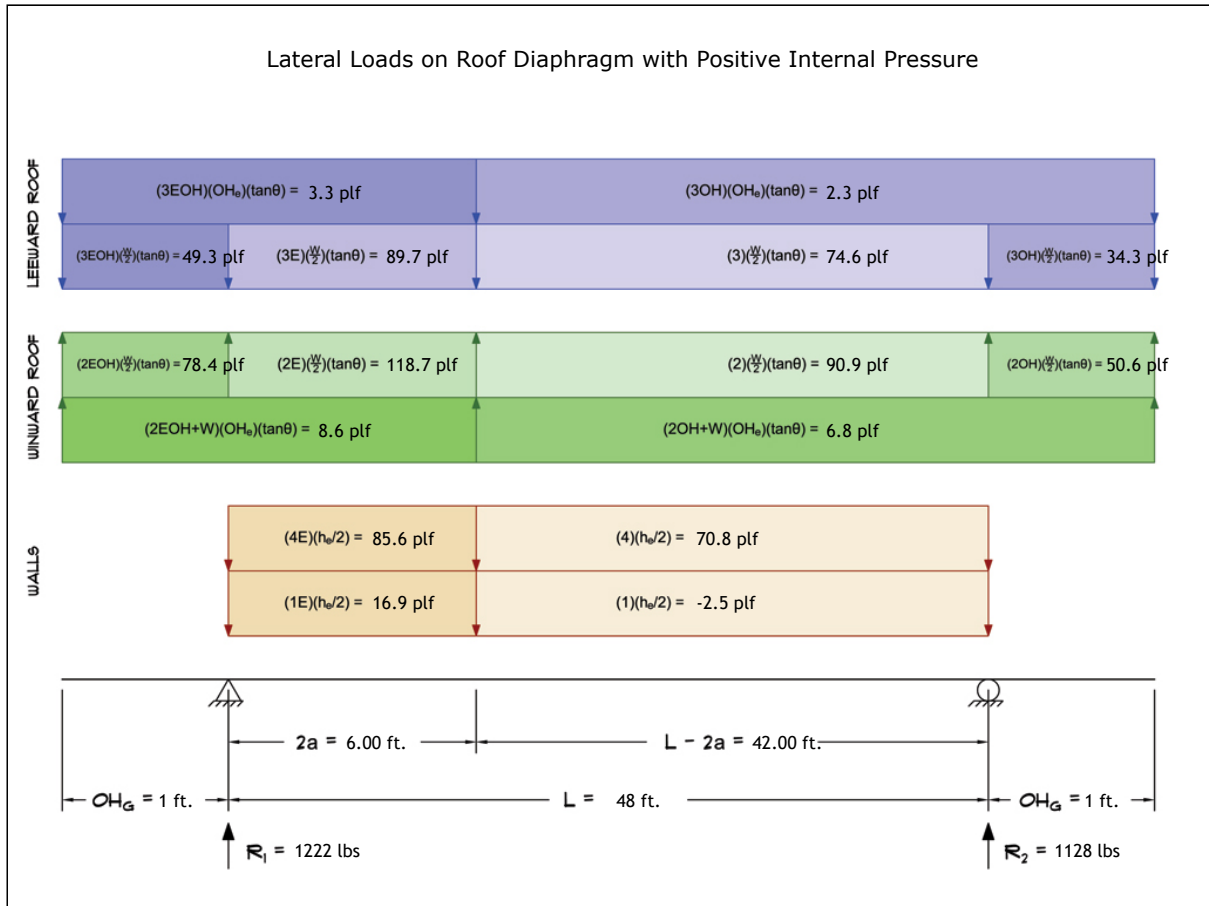 Lateral Loads on Roof Diaphragm with Positive Internal Pressure
LEEWARD ROOF
(3EOH)(OHₑ)(tanθ) = 3.3 plf
(3OH)(OHₑ)(tanθ) = 2.3 plf
(3EOH)(W/2)(tanθ) = 49.3 plf
(3E)(W/2)(tanθ) = 89.7 plf
(3)(W/2)(tanθ) = 74.6 plf
(3OH)(W/2)(tanθ) = 34.3 plf
WINWARD ROOF
(2EOH)(W/2)(tanθ) = 78.4 plf
(2E)(W/2)(tanθ) = 118.7 plf
(2)(W/2)(tanθ) = 90.9 plf
(2OH)(W/2)(tanθ) = 50.6 plf
(2EOH+W)(OHₑ)(tanθ) = 8.6 plf
(2OH+W)(OHₑ)(tanθ) = 6.8 plf
WALLS
(4E)(hₑ/2) = 85.6 plf
(4)(hₑ/2) = 70.8 plf
(1E)(hₑ/2) = 16.9 plf
(1)(hₑ/2) = -2.5 plf
2a = 6.00 ft.
L - 2a = 42.00 ft.
OH_G = 1 ft.
L = 48 ft.
OH_G = 1 ft.
R₁ = 1222 lbs
R₂ = 1128 lbs